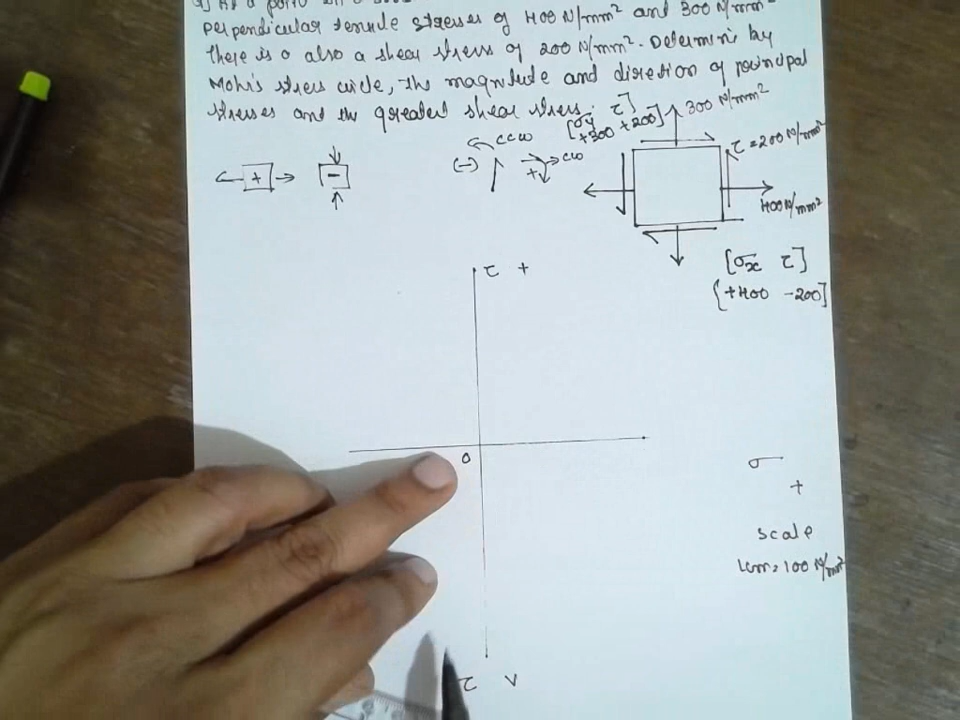 perpendicular tensile stresses of 400 N/mm² and 300 N/mm²
there is a also a shear stress of 200 N/mm². Determine by
Mohr's stress circle, the magnitude and direction of principal
stresses and the greatest shear stress.
[σy τ]
+300 +200]
300 N/mm²
τ = 200 N/mm²
ccw
(-)
cw
+
+
-
400 N/mm²
[σx τ]
[+400 -200]
τ +
0
σ
+
scale
1cm = 100 N/mm²
τ